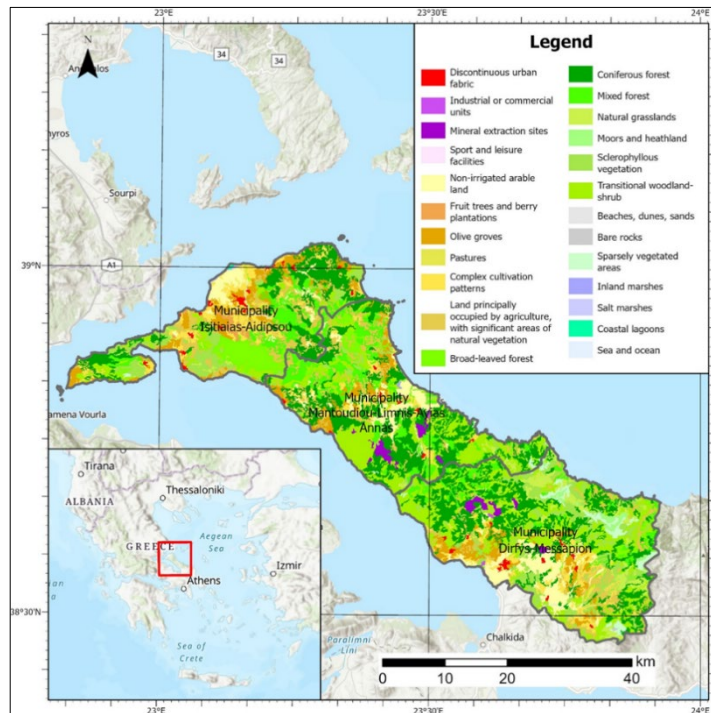 23°E
23°30'E
24°E
N
34
34
Sourpi
A1
39°N
Legend
Discontinuous urban
fabric
Industrial or commercial
units
Mineral extraction sites
Sport and leisure
facilities
Non-irrigated arable
land
Fruit trees and berry
plantations
Olive groves
Pastures
Complex cultivation
patterns
Land principally
occupied by agriculture,
with significant areas of
natural vegetation
Broad-leaved forest
Coniferous forest
Mixed forest
Natural grasslands
Moors and heathland
Sclerophyllous
vegetation
Transitional woodland-
shrub
Beaches, dunes, sands
Bare rocks
Sparsely vegetated
areas
Inland marshes
Salt marshes
Coastal lagoons
Sea and ocean
Municipality
Istiaias-Aidipsou
Municipality
Mantoudiou-Limnis-Ayias
Annas
Municipality
Dirfys-Messapion
amena Vourla
Tirana
ALBANIA
Thessaloniki
GREECE
Aegean
Sea
Izmir
Athens
Sea of
Crete
38°30'N
Paralimni
Lini
Chalkida
km
0 10 20 40
23°E
23°30'E
24°E